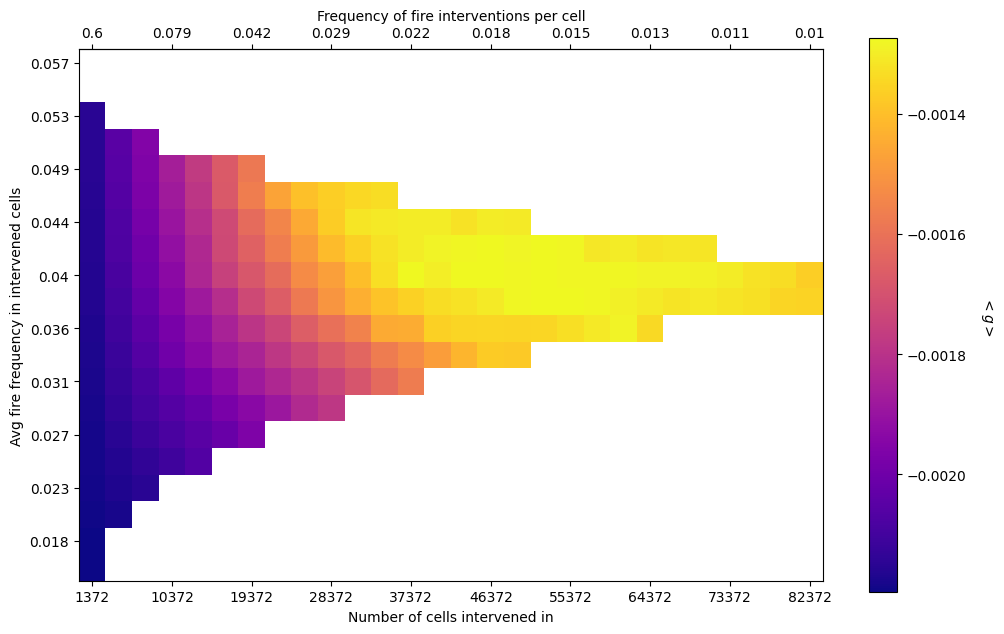 Frequency of fire interventions per cell
0.6 0.079 0.042 0.029 0.022 0.018 0.015 0.013 0.011 0.01
Avg fire frequency in intervened cells
0.057
0.053
0.049
0.044
0.04
0.036
0.031
0.027
0.023
0.018
1372 10372 19372 28372 37372 46372 55372 64372 73372 82372
Number of cells intervened in
−0.0014
−0.0016
−0.0018
−0.0020
< g >